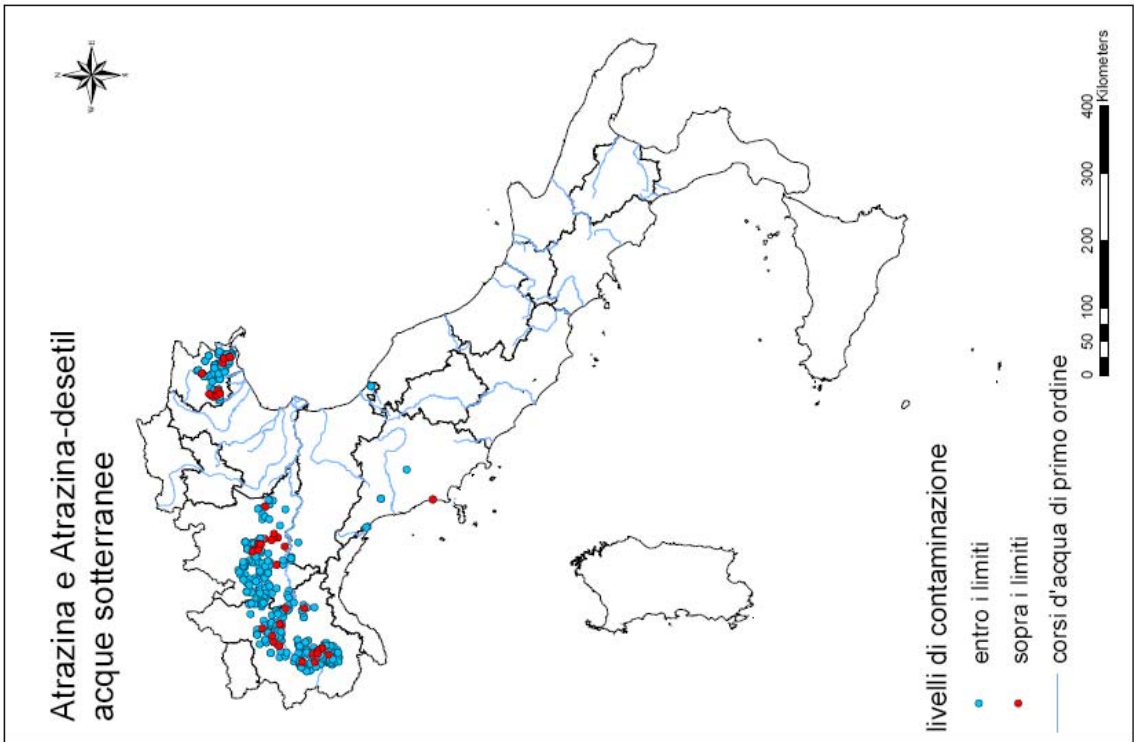 Atrazina e Atrazina-desetil
acque sotterranee
N
livelli di contaminazione
entro i limiti
sopra i limiti
corsi d'acqua di primo ordine
0 50 100 200 300 400
Kilometers